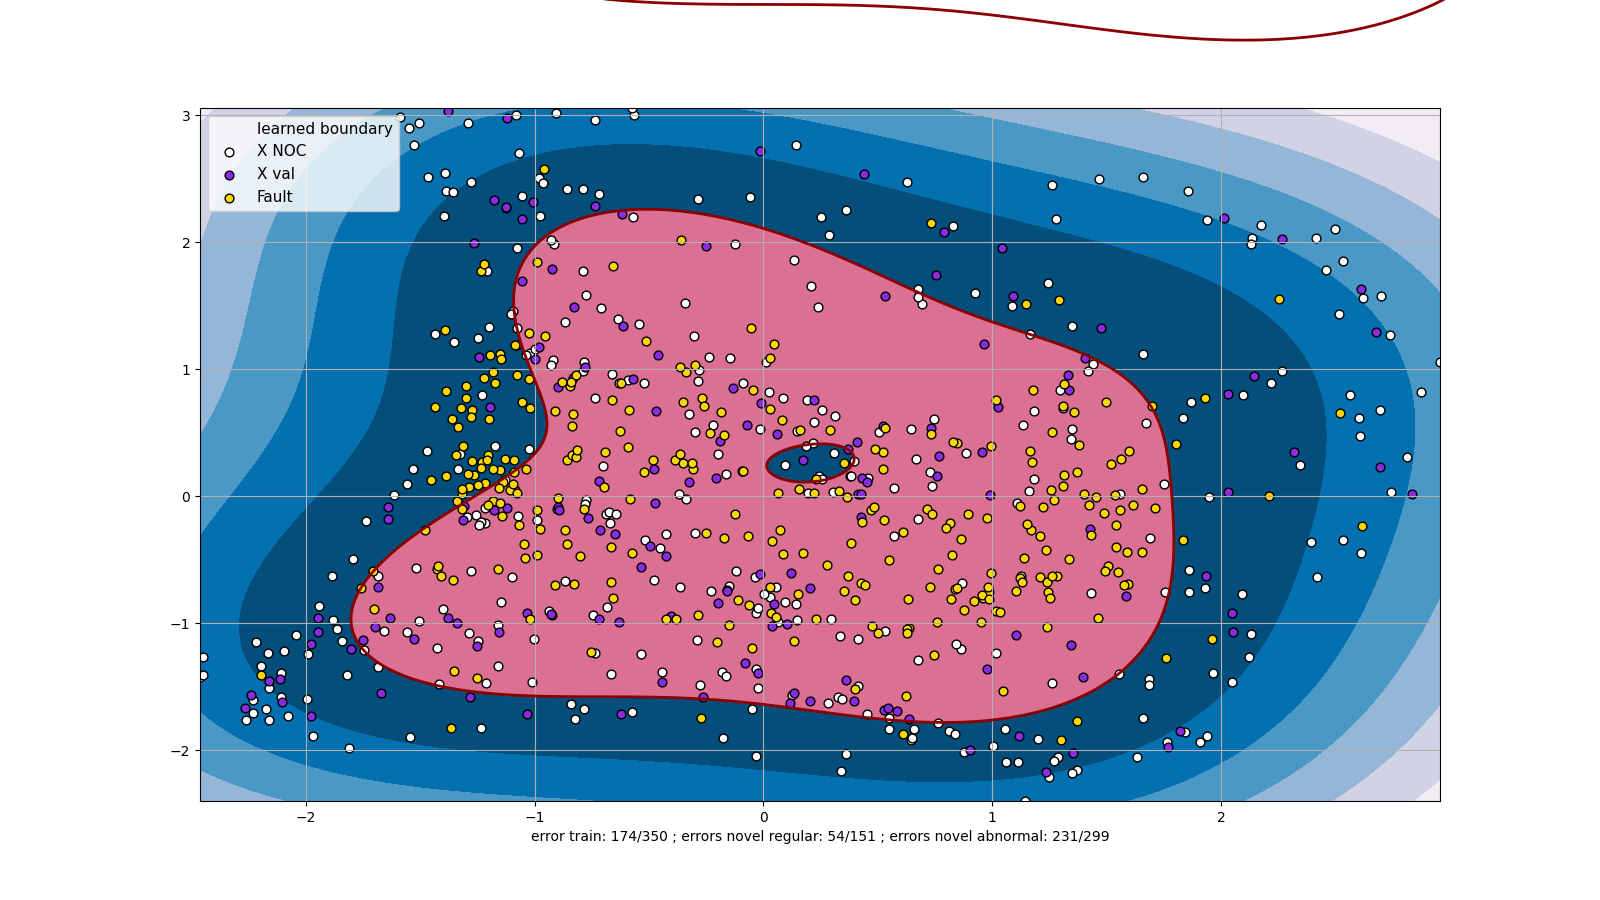 3
2
1
0
−1
−2
learned boundary
X NOC
X val
Fault
−2
−1
0
1
2
error train: 174/350 ; errors novel regular: 54/151 ; errors novel abnormal: 231/299